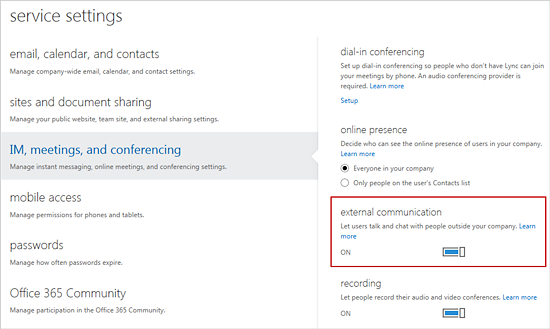 service settings
email, calendar, and contacts
Manage company-wide email, calendar, and contact settings.
sites and document sharing
Manage your public website, team site, and external sharing settings.
IM, meetings, and conferencing
Manage instant messaging, online meetings, and conferencing settings.
mobile access
Manage permissions for phones and tablets.
passwords
Manage how often passwords expire.
Office 365 Community
Manage participation in the Office 365 Community.
dial-in conferencing
Set up dial-in conferencing so people who don't have Lync can join
your meetings by phone. An audio conferencing provider is
required. Learn more
Setup
online presence
Decide who can see the online presence of users in your company.
Learn more
Everyone in your company
Only people on the user's Contacts list
external communication
Let users talk and chat with people outside your company. Learn
more
ON
recording
Let people record their audio and video conferences. Learn more
ON